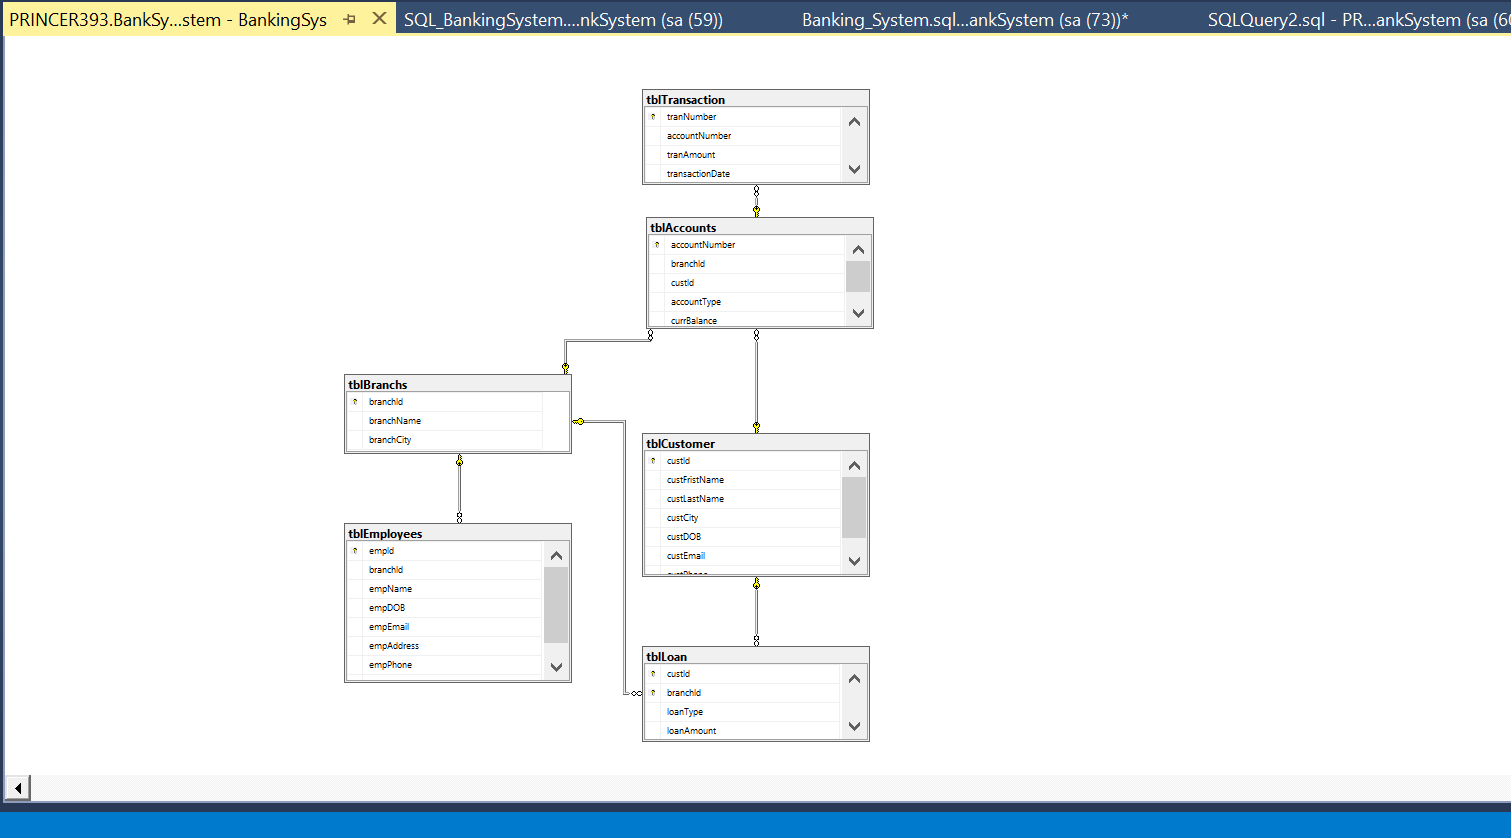 PRINCER393.BankSy...stem - BankingSys
SQL_BankingSystem....nkSystem (sa (59))
Banking_System.sql...ankSystem (sa (73))*
SQLQuery2.sql - PR...ankSystem (sa (60
tblTransaction
tranNumber
accountNumber
tranAmount
transactionDate
tblAccounts
accountNumber
branchId
custId
accountType
currBalance
tblBranchs
branchId
branchName
branchCity
tblCustomer
custId
custFristName
custLastName
custCity
custDOB
custEmail
custPhone
tblEmployees
empId
branchId
empName
empDOB
empEmail
empAddress
empPhone
tblLoan
custId
branchId
loanType
loanAmount